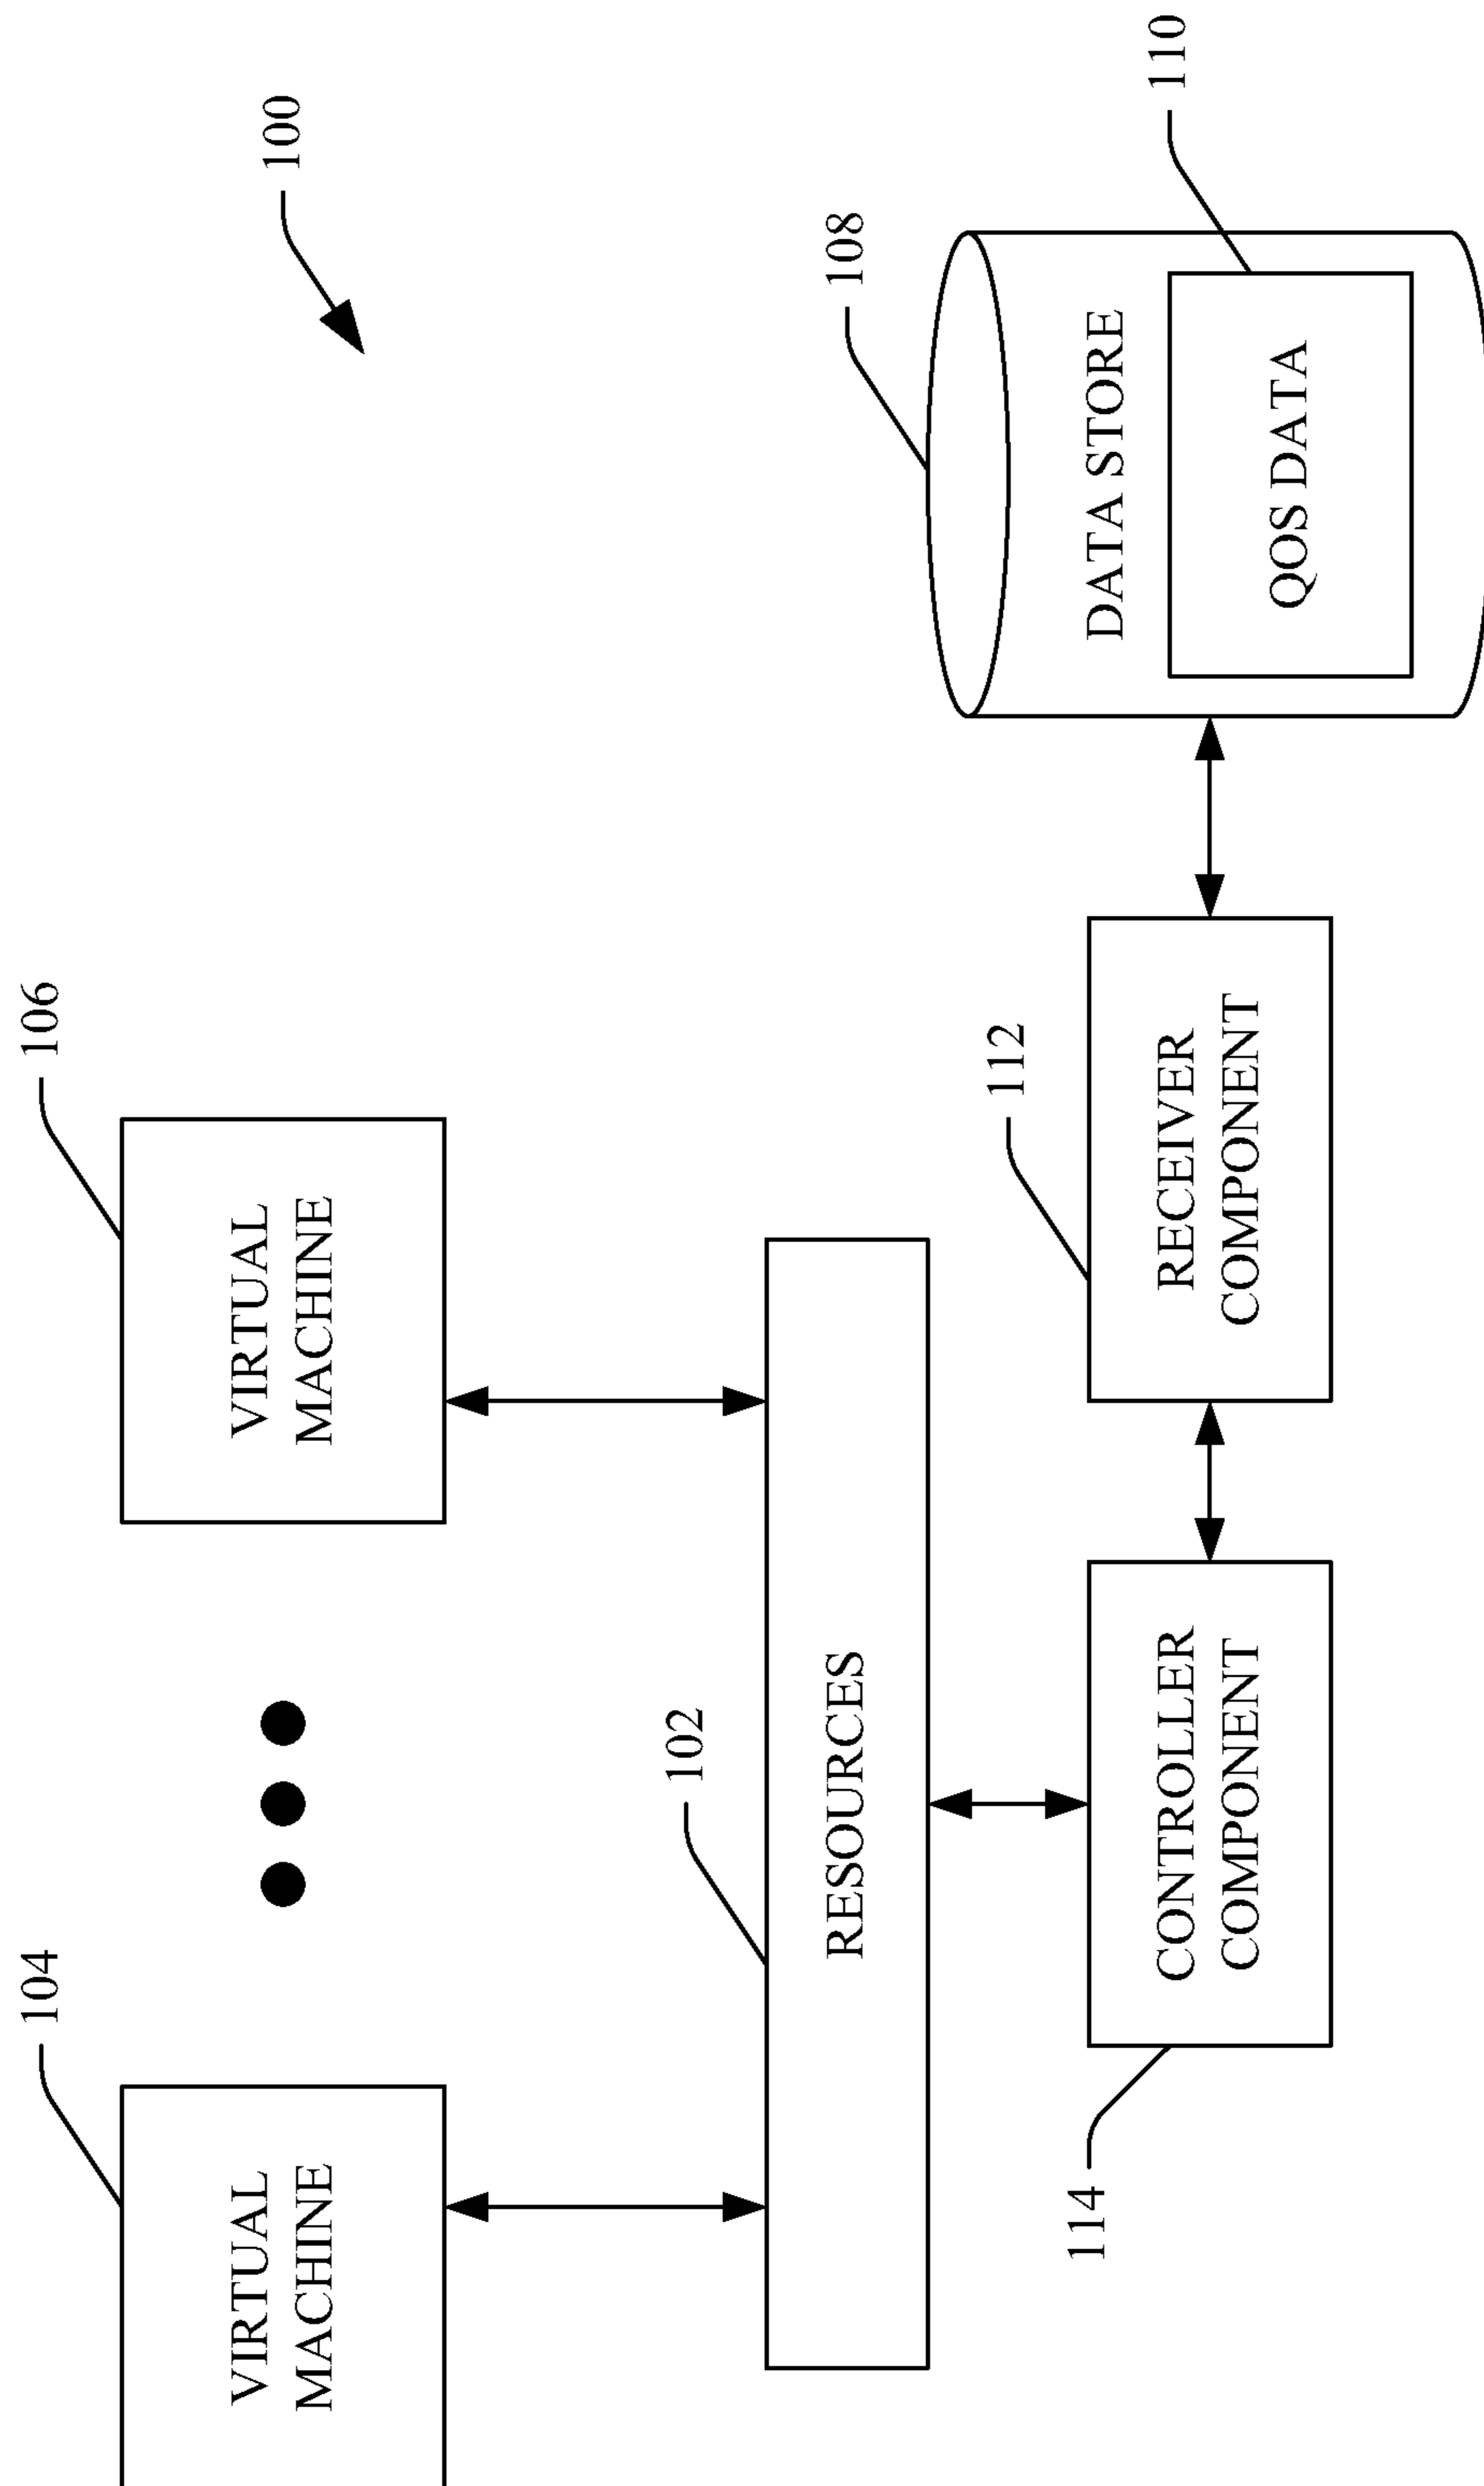 100
104
106
VIRTUAL
MACHINE
VIRTUAL
MACHINE
102
RESOURCES
108
DATA STORE
110
QOS DATA
112
RECEIVER
COMPONENT
114
CONTROLLER
COMPONENT